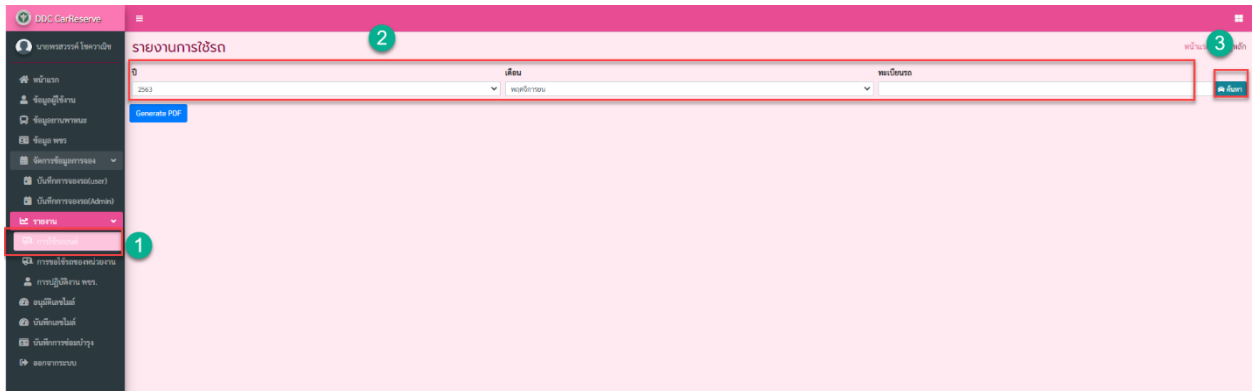 DDC CarReserve
2
นายพรสวรรค์ โชควาณิช
รายงานการใช้รถ
3
ปี
เดือน
ทะเบียนรถ
2563
พฤศจิกายน
ค้นหา
Generate PDF
หน้าแรก
ข้อมูลผู้ใช้งาน
ข้อมูลยานพาหนะ
ข้อมูล พขร
จัดการข้อมูลการจอง
บันทึกการจองรถ(user)
บันทึกการจองรถ(Admin)
รายงาน
การใช้รถยนต์
1
การขอใช้รถของหน่วยงาน
การปฏิบัติงาน พขร.
อนุมัติเลขไมล์
บันทึกเลขไมล์
บันทึกการซ่อมบำรุง
ออกจากระบบ